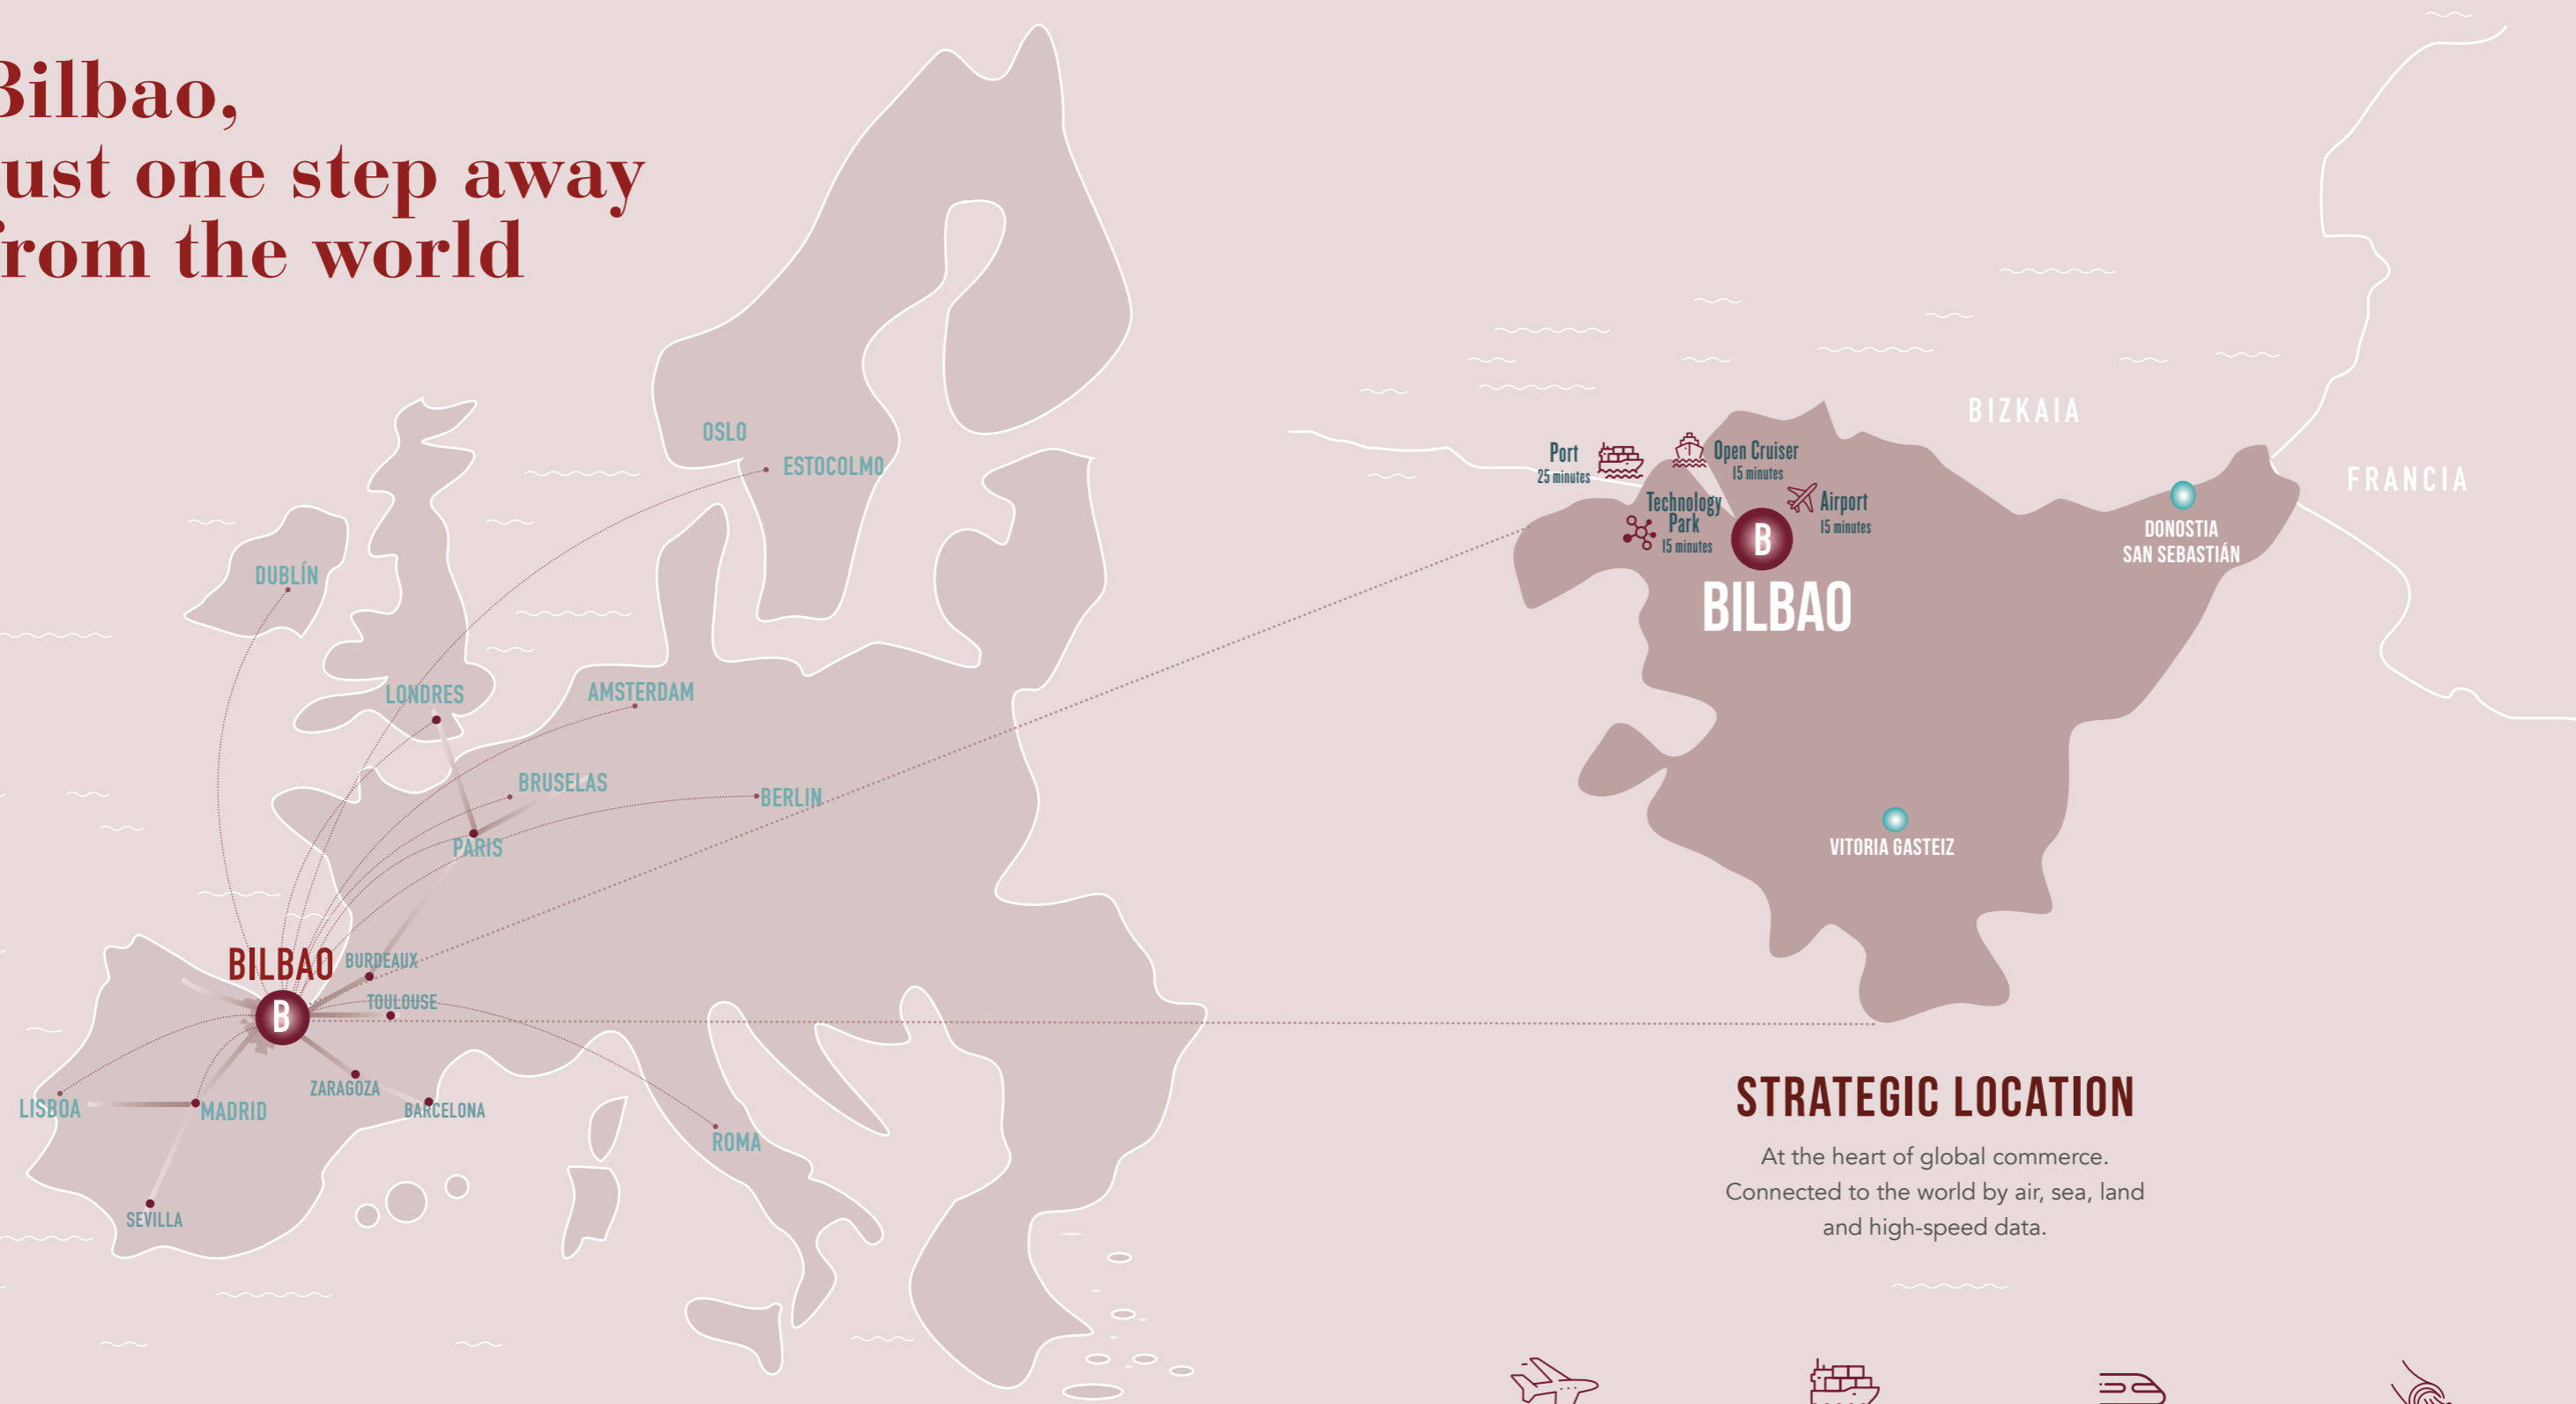 Bilbao,
ust one step away
rom the world
OSLO
ESTOCOLMO
DUBLÍN
LONDRES
AMSTERDAM
BRUSELAS
BERLIN
PARIS
BILBAO
BURDEAUX
B
TOULOUSE
ZARAGOZA
BARCELONA
LISBOA
MADRID
ROMA
SEVILLA
BIZKAIA
FRANCIA
Port
25 minutes
Open Cruiser
15 minutes
Technology
Park
15 minutes
Airport
15 minutes
B
BILBAO
DONOSTIA
SAN SEBASTIÁN
VITORIA GASTEIZ
STRATEGIC LOCATION
At the heart of global commerce.
Connected to the world by air, sea, land
and high-speed data.